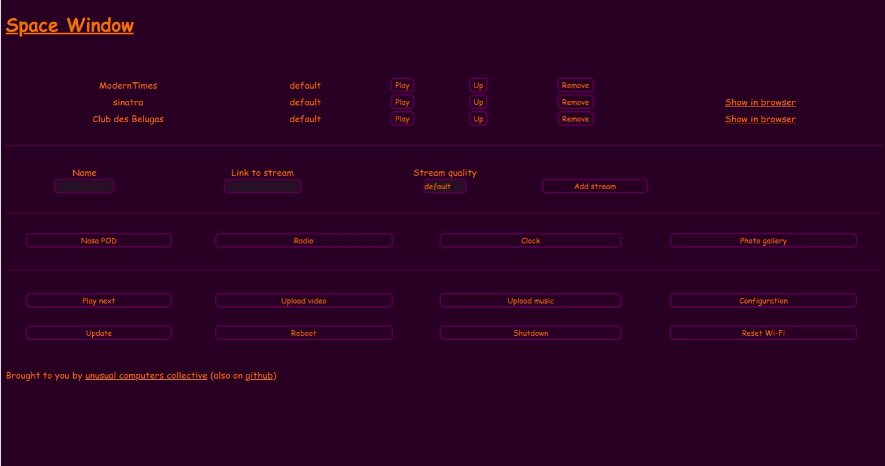 Space Window
ModernTimes default Play Up Remove
sinatra default Play Up Remove Show in browser
Club des Belugas default Play Up Remove Show in browser
Name Link to stream Stream quality
default Add stream
Nasa POD Radio Clock Photo gallery
Play next Upload video Upload music Configuration
Update Reboot Shutdown Reset Wi-Fi
Brought to you by unusual computers collective (also on github)